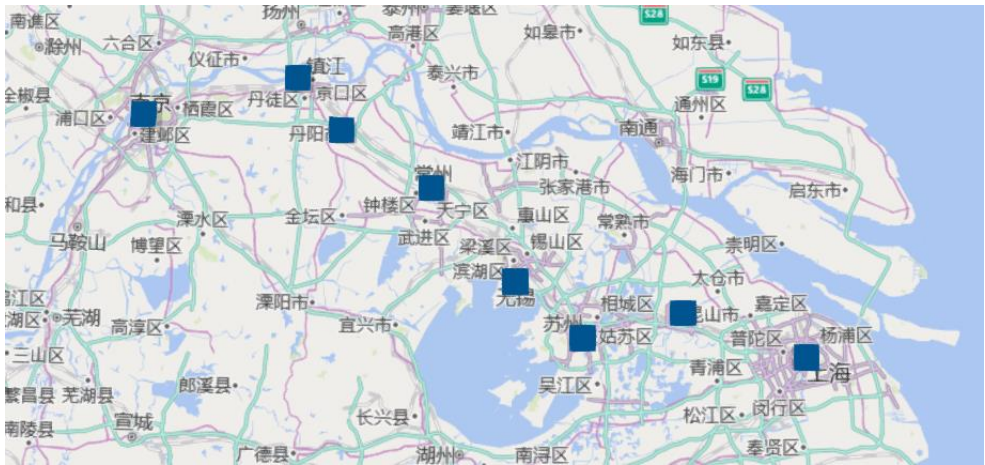 南谯区
滁州
六合区
扬州
泰州
姜堰区
高港区
如皋市
S28
如东县
仪征市
镇江
泰兴市
S19
S28
全椒县
南京
栖霞区
丹徒区
京口区
通州区
浦口区
建邺区
丹阳市
靖江市
南通
江阴市
海门市
张家港市
启东市
和县
溧水区
金坛区
钟楼区
常州
天宁区
惠山区
常熟市
马鞍山
博望区
武进区
梁溪区
锡山区
崇明区
滨湖区
太仓市
无锡
溧阳市
相城区
嘉定区
芜湖
高淳区
宜兴市
苏州
姑苏区
昆山市
杨浦区
三山区
普陀区
上海
青浦区
繁昌县
芜湖县
郎溪县
吴江区
闵行区
宣城
长兴县
松江区
南陵县
广德县
湖州
南浔区
奉贤区